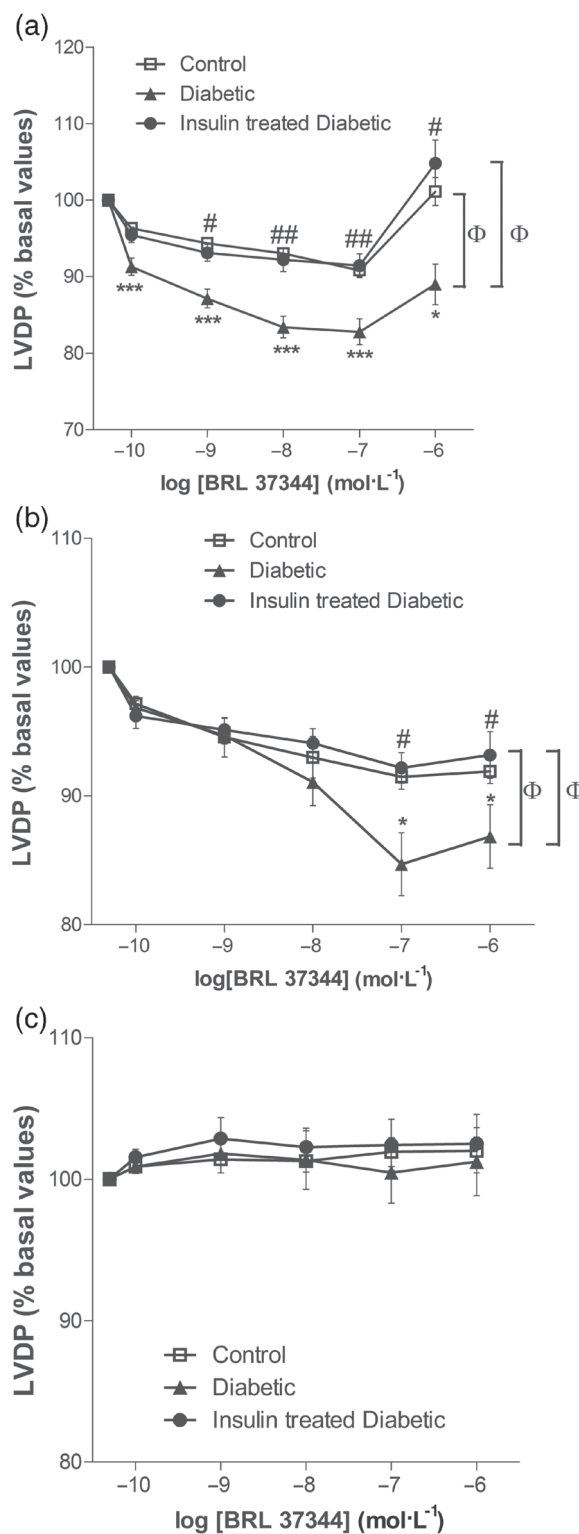 (a)
120
110
100
90
80
70
LVDP (% basal values)
Control
Diabetic
Insulin treated Diabetic
#
#
##
##
Φ
Φ
***
***
***
***
*
−10
−9
−8
−7
−6
log [BRL 37344] (mol·L⁻¹)
(b)
110
100
90
80
LVDP (% basal values)
Control
Diabetic
Insulin treated Diabetic
#
#
Φ
Φ
*
*
−10
−9
−8
−7
−6
log[BRL 37344] (mol·L⁻¹)
(c)
110
100
90
80
LVDP (% basal values)
Control
Diabetic
Insulin treated Diabetic
−10
−9
−8
−7
−6
log [BRL 37344] (mol·L⁻¹)